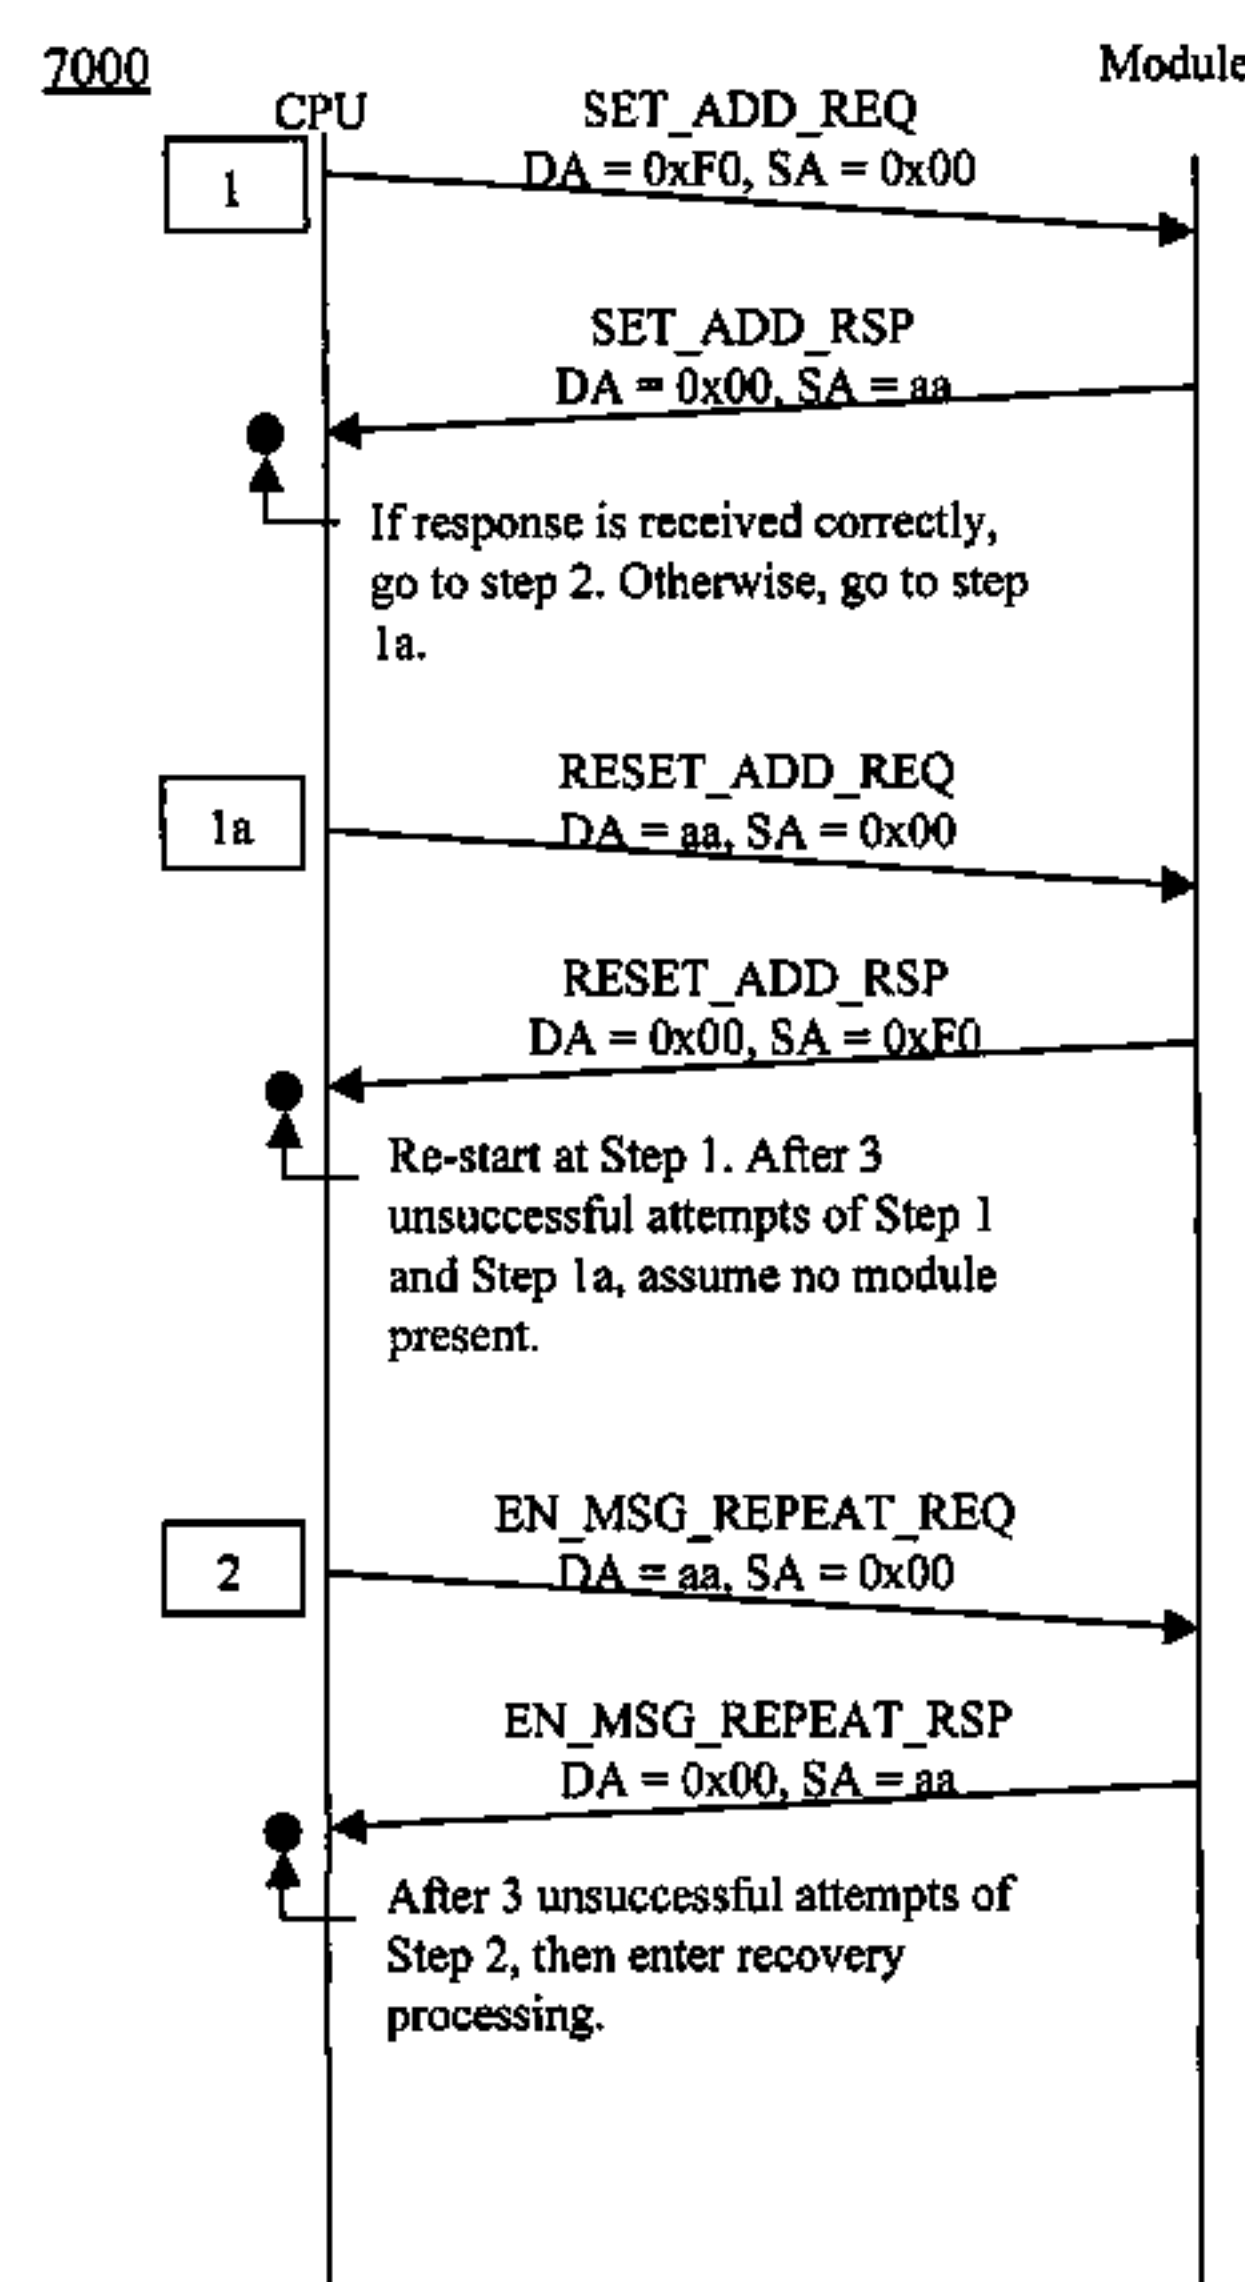 7000
Module
CPU
SET_ADD_REQ
DA = 0xF0, SA = 0x00
1
SET_ADD_RSP
DA = 0x00, SA = aa
If response is received correctly,
go to step 2. Otherwise, go to step
1a.
RESET_ADD_REQ
1a
DA = aa, SA = 0x00
RESET_ADD_RSP
DA = 0x00, SA = 0xF0
Re-start at Step 1. After 3
unsuccessful attempts of Step 1
and Step 1a, assume no module
present.
EN_MSG_REPEAT_REQ
2
DA = aa, SA = 0x00
EN_MSG_REPEAT_RSP
DA = 0x00, SA = aa
After 3 unsuccessful attempts of
Step 2, then enter recovery
processing.